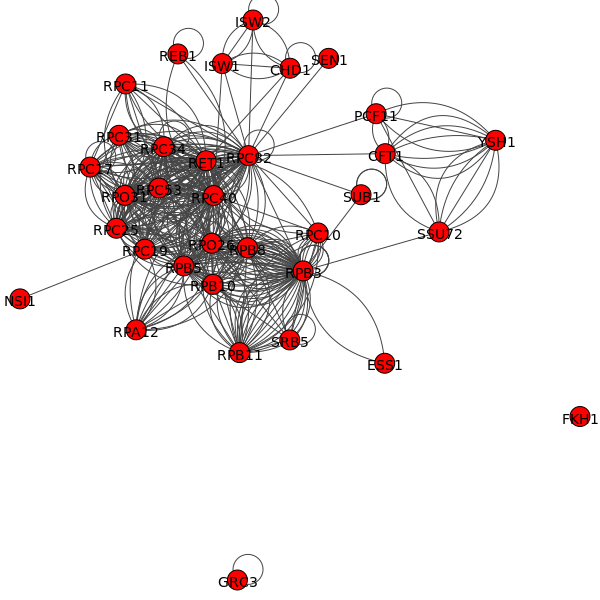 ISW2
REB1
SEN1
ISW1
CHD1
RPC11
PCF11
RPC31
YSH1
RPC34
CFT1
RET1
RPC82
RPC17
RPC53
RPO31
RPC40
SUB1
RPC25
SSU72
RPC10
RPC19
RPO26
RPB8
RPB5
RPB3
RPB10
NSI1
RPA12
SRB5
RPB11
ESS1
FKH1
GRC3